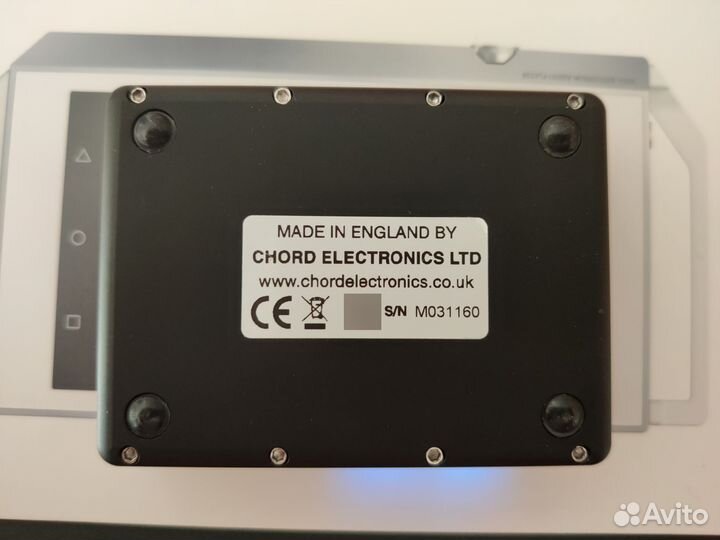 MADE IN ENGLAND BY
CHORD ELECTRONICS LTD
www.chordelectronics.co.uk
CE S/N M031160
Avito